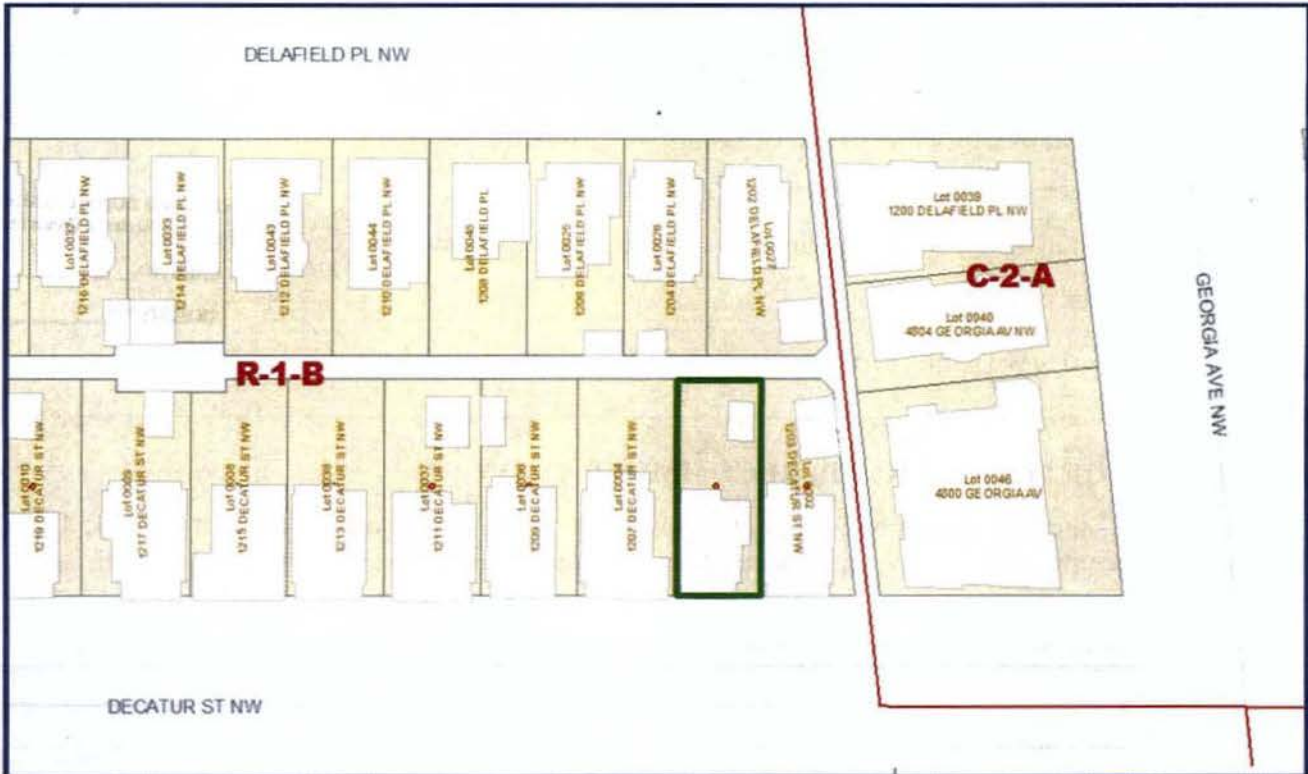 DELAFIELD PL NW
Lot 0032
1216 DELAFIELD PL NW
Lot 0033
1214 DELAFIELD PL NW
Lot 0043
1212 DELAFIELD PL NW
Lot 0044
1210 DELAFIELD PL NW
Lot 0045
1208 DELAFIELD PL
Lot 0025
1206 DELAFIELD PL NW
Lot 0026
1204 DELAFIELD PL NW
Lot 0027
1202 DELAFIELD PL NW
Lot 0039
1200 DELAFIELD PL NW
C-2-A
Lot 0040
4804 GEORGIA AV NW
GEORGIA AVE NW
R-1-B
Lot 0010
1219 DECATUR ST NW
Lot 0009
1217 DECATUR ST NW
Lot 0008
1215 DECATUR ST NW
1213 DECATUR ST NW
Lot 0007
1211 DECATUR ST NW
Lot 0006
1209 DECATUR ST NW
Lot 0004
1207 DECATUR ST NW
Lot 0002
1203 DECATUR ST NW
Lot 0046
4800 GEORGIA AV
DECATUR ST NW